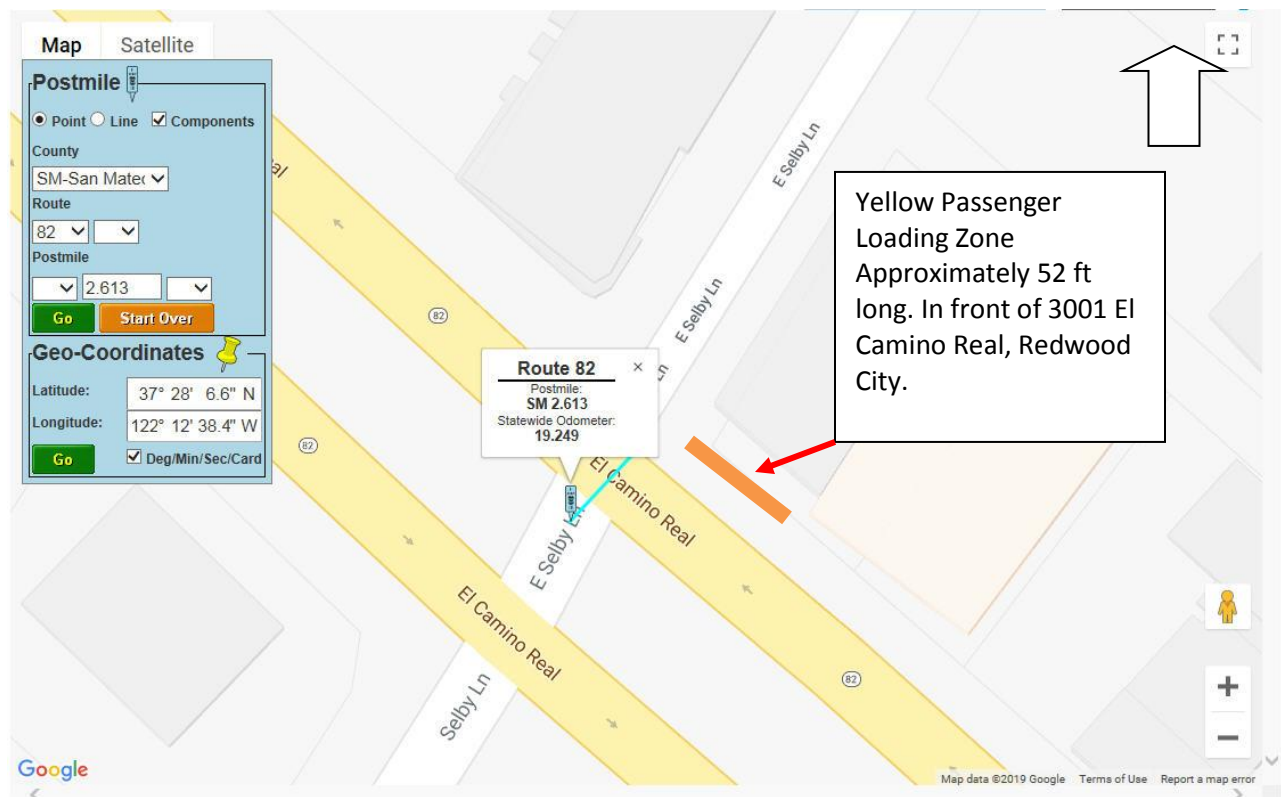 Map Satellite
Postmile
Point Line Components
County
SM-San Mateo
Route
82
Postmile
2.613
Go Start Over
Geo-Coordinates
Latitude: 37° 28' 6.6" N
Longitude: 122° 12' 38.4" W
Go Deg/Min/Sec/Card
al
82
E Selby Ln
E Selby Ln
Ln
Yellow Passenger
Loading Zone
Approximately 52 ft
long. In front of 3001 El
Camino Real, Redwood
City.
Route 82 ×
Postmile:
SM 2.613
Statewide Odometer:
19.249
82
El Camino Real
E Selby Ln
El Camino Real
Selby Ln
82
+
−
Google
Map data ©2019 Google Terms of Use Report a map error